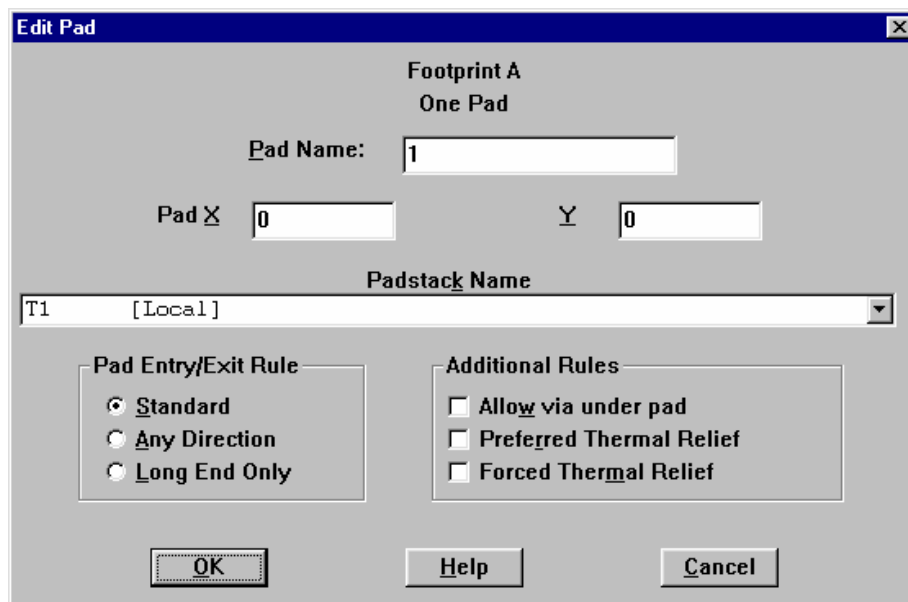 Edit Pad
Footprint A
One Pad
Pad Name: 1
Pad X 0 Y 0
Padstack Name
T1 [Local]
Pad Entry/Exit Rule
Standard
Any Direction
Long End Only
Additional Rules
Allow via under pad
Preferred Thermal Relief
Forced Thermal Relief
OK Help Cancel